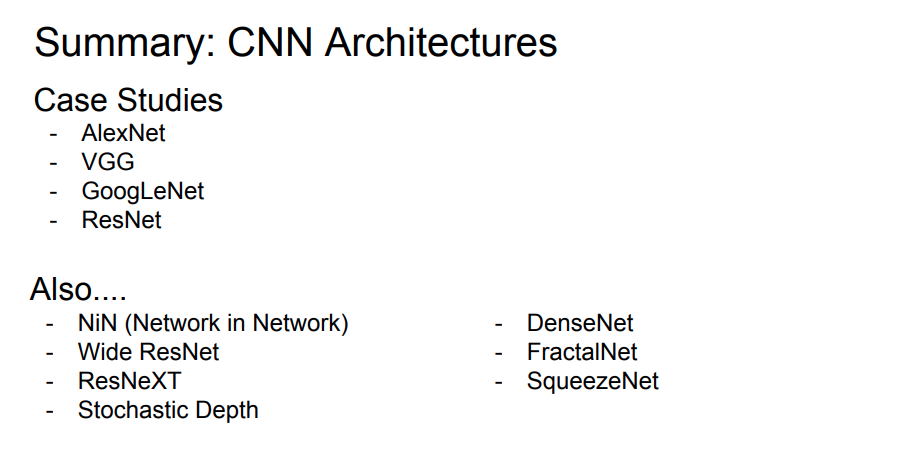 Summary: CNN Architectures
Case Studies
- AlexNet
- VGG
- GoogLeNet
- ResNet
Also....
- NiN (Network in Network)
- Wide ResNet
- ResNeXT
- Stochastic Depth
- DenseNet
- FractalNet
- SqueezeNet